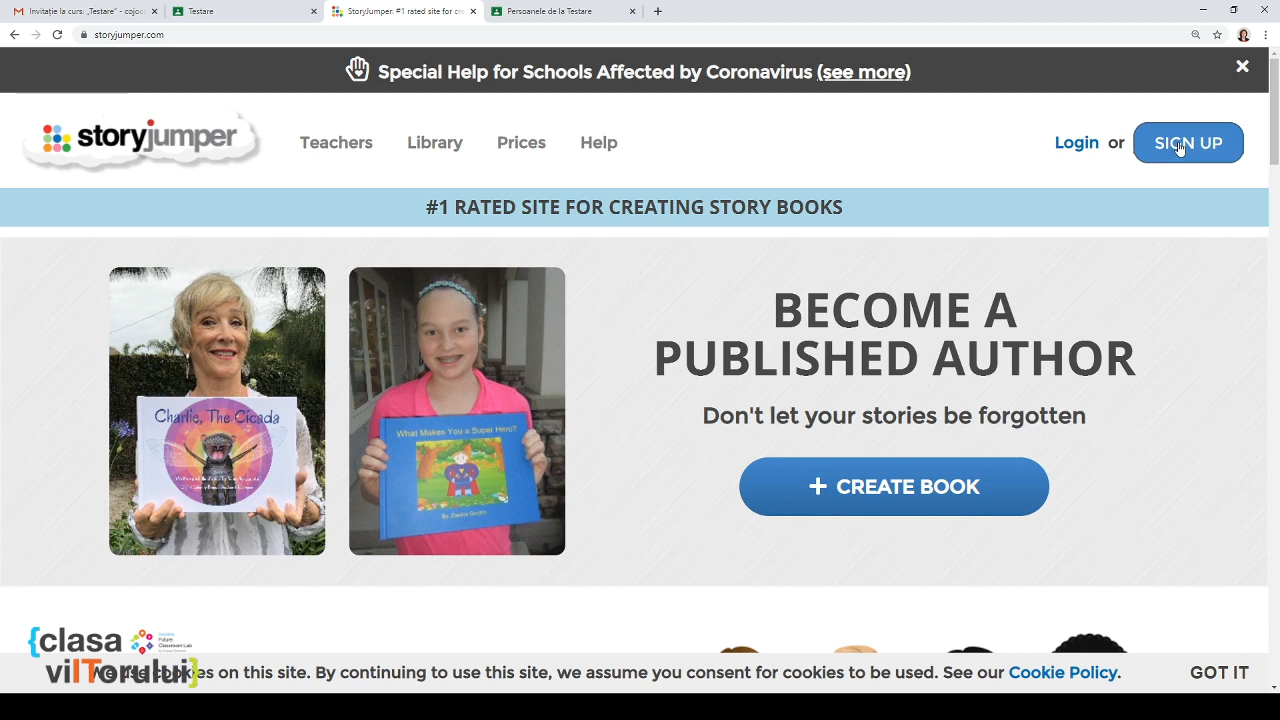 Invitație la curs: „Testare” - cojoc
Testare
StoryJumper: #1 rated site for cre
Persoanele de la Testare
storyjumper.com
Special Help for Schools Affected by Coronavirus (see more)
storyjumper
Teachers
Library
Prices
Help
Login or SIGN UP
#1 RATED SITE FOR CREATING STORY BOOKS
BECOME A
PUBLISHED AUTHOR
Don't let your stories be forgotten
+ CREATE BOOK
Charlie, The Cicada
What Makes You a Super Hero?
{clasa
viITorului}
Future
Classroom Lab
on this site. By continuing to use this site, we assume you consent for cookies to be used. See our Cookie Policy.
GOT IT